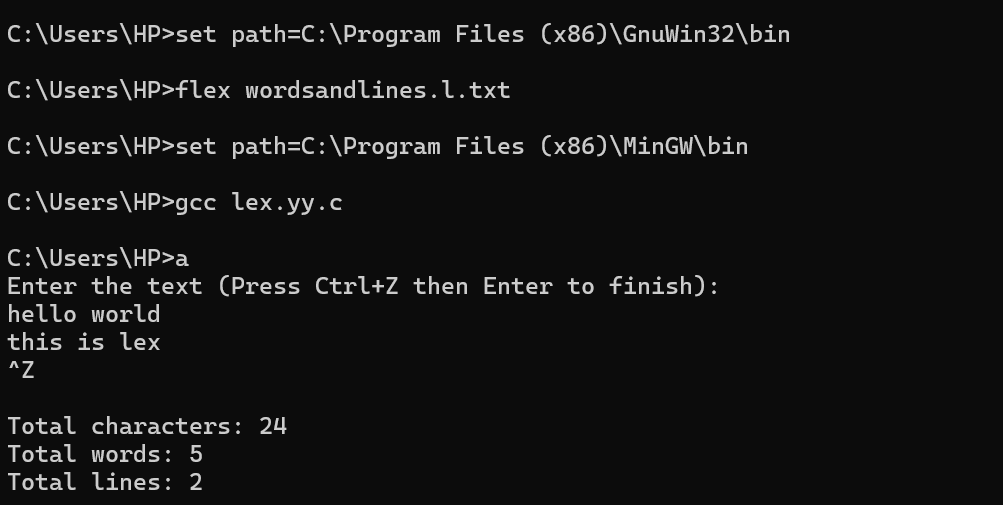 C:\Users\HP>set path=C:\Program Files (x86)\GnuWin32\bin
C:\Users\HP>flex wordsandlines.l.txt
C:\Users\HP>set path=C:\Program Files (x86)\MinGW\bin
C:\Users\HP>gcc lex.yy.c
C:\Users\HP>a
Enter the text (Press Ctrl+Z then Enter to finish):
hello world
this is lex
^Z
Total characters: 24
Total words: 5
Total lines: 2